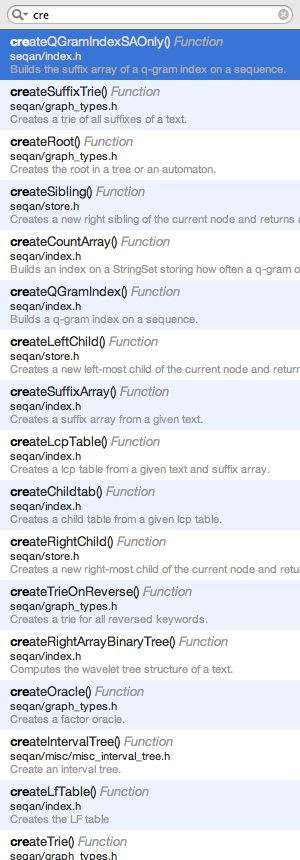 cre
createQGramIndexSAOnly() Function
seqan/index.h
Builds the suffix array of a q-gram index on a sequence.
createSuffixTrie() Function
seqan/graph_types.h
Creates a trie of all suffixes of a text.
createRoot() Function
seqan/graph_types.h
Creates the root in a tree or an automaton.
createSibling() Function
seqan/store.h
Creates a new right sibling of the current node and returns a
createCountArray() Function
seqan/index.h
Builds an index on a StringSet storing how often a q-gram o
createQGramIndex() Function
seqan/index.h
Builds a q-gram index on a sequence.
createLeftChild() Function
seqan/store.h
Creates a new left-most child of the current node and return
createSuffixArray() Function
seqan/index.h
Creates a suffix array from a given text.
createLcpTable() Function
seqan/index.h
Creates a lcp table from a given text and suffix array.
createChildtab() Function
seqan/index.h
Creates a child table from a given lcp table.
createRightChild() Function
seqan/store.h
Creates a new right-most child of the current node and retu
createTrieOnReverse() Function
seqan/graph_types.h
Creates a trie for all reversed keywords.
createRightArrayBinaryTree() Function
seqan/index.h
Computes the wavelet tree structure of a text.
createOracle() Function
seqan/graph_types.h
Creates a factor oracle.
createIntervalTree() Function
seqan/misc/misc_interval_tree.h
Create an interval tree.
createLfTable() Function
seqan/index.h
Creates the LF table
createTrie() Function
seqan/graph_types.h